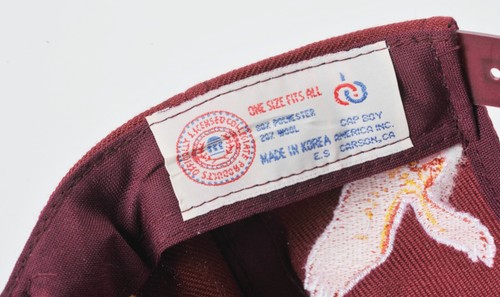 OFFICIALLY LICENSED COLLEGIATE PRODUCTS
ONE SIZE FITS ALL
80% POLYESTER
20% WOOL
CAP BOY
MADE IN KOREA AMERICA INC.
E.S CARSON, CA